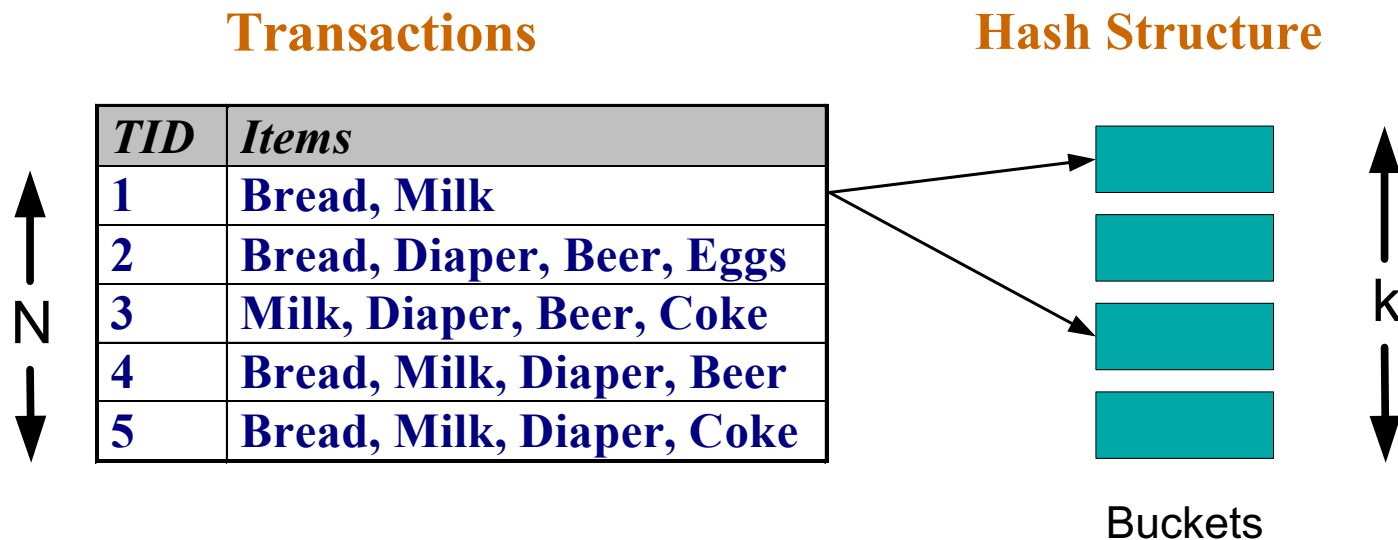 Transactions
Hash Structure
TID Items
1 Bread, Milk
2 Bread, Diaper, Beer, Eggs
3 Milk, Diaper, Beer, Coke
4 Bread, Milk, Diaper, Beer
5 Bread, Milk, Diaper, Coke
N
k
Buckets